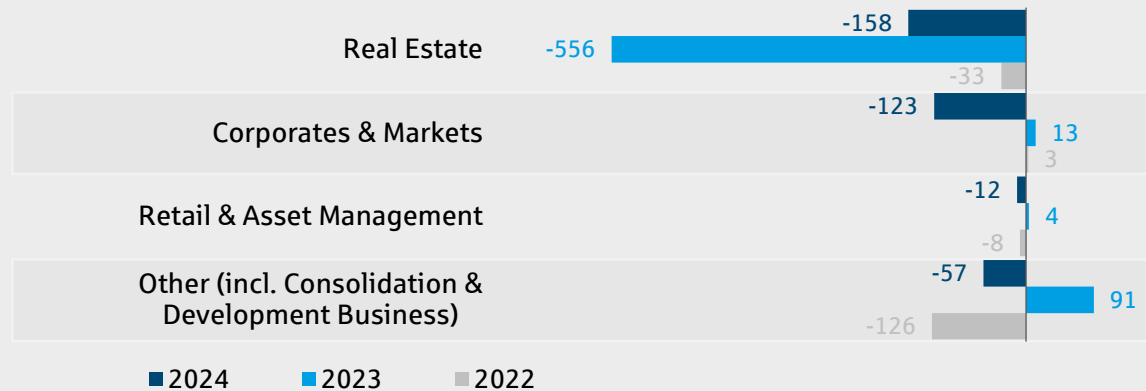 -158
Real Estate -556
-33
-123
Corporates & Markets 13
3
-12
Retail & Asset Management 4
-8
Other (incl. Consolidation & -57
Development Business) 91
-126
2024 2023 2022